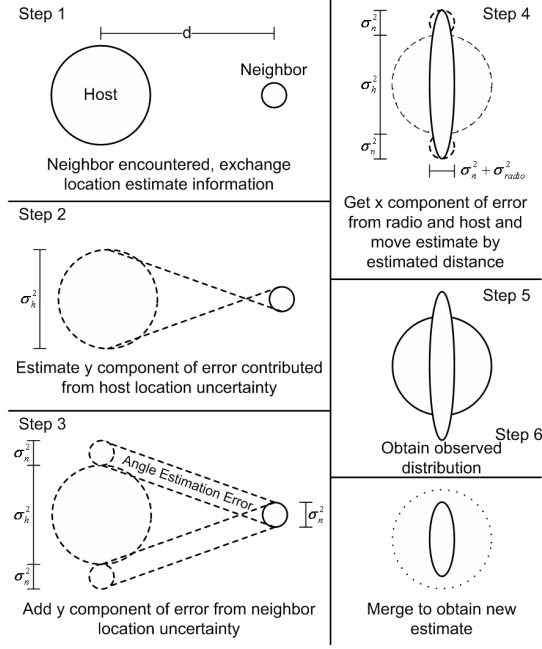 Step 1
d
Neighbor
Host
Neighbor encountered, exchange
location estimate information
Step 2
σ_h^2
Estimate y component of error contributed
from host location uncertainty
Step 3
σ_n^2
Angle Estimation Error
σ_h^2
σ_n^2
σ_n^2
Add y component of error from neighbor
location uncertainty
Step 4
σ_n^2
σ_h^2
σ_n^2
σ_n^2 + σ_radio^2
Get x component of error
from radio and host and
move estimate by
estimated distance
Step 5
Step 6
Obtain observed
distribution
Merge to obtain new
estimate